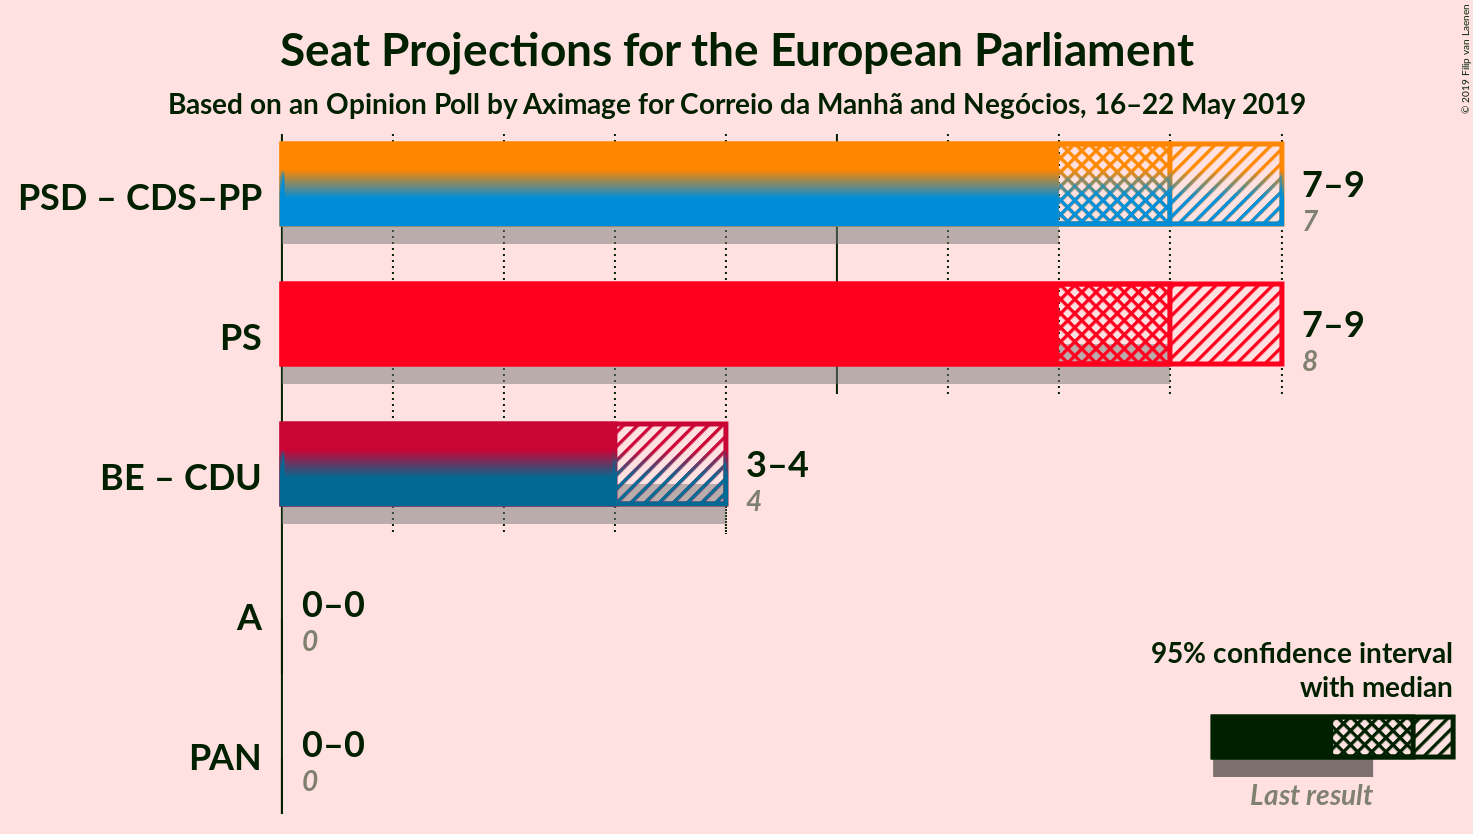 Seat Projections for the European Parliament
Based on an Opinion Poll by Aximage for Correio da Manhã and Negócios, 16–22 May 2019
© 2019 Filip van Laenen
PSD – CDS–PP
7–9
7
PS
7–9
8
BE – CDU
3–4
4
A
0–0
0
PAN
0–0
0
95% confidence interval
with median
Last result